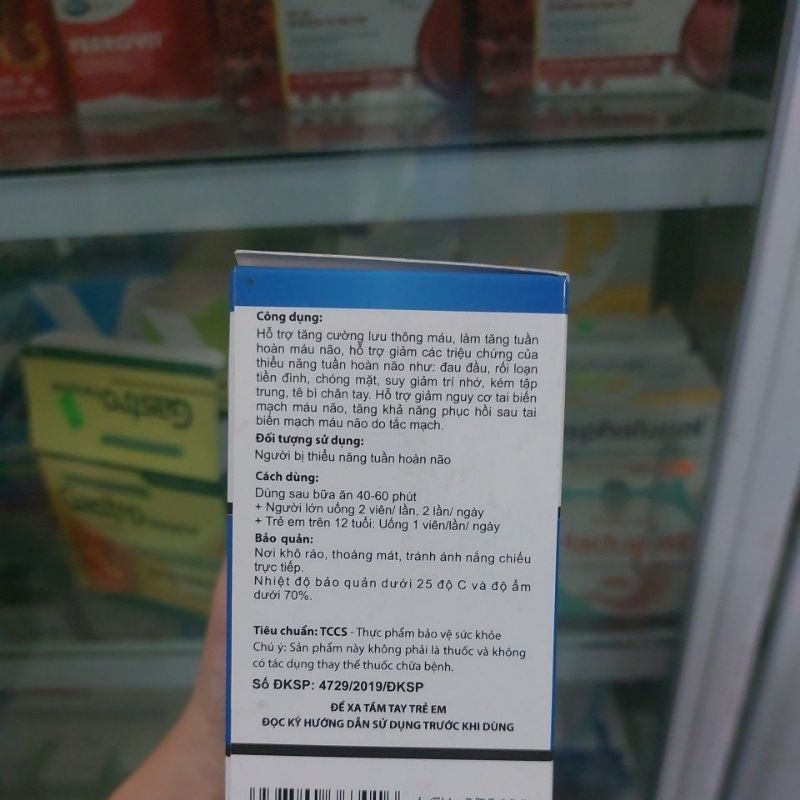 FERROVIT
Công dụng:
Hỗ trợ tăng cường lưu thông máu, làm tăng tuần
hoàn máu não, hỗ trợ giảm các triệu chứng của
thiểu năng tuần hoàn não như: đau đầu, rối loạn
tiền đình, chóng mặt, suy giảm trí nhớ, kém tập
trung, tê bì chân tay. Hỗ trợ giảm nguy cơ tai biến
mạch máu não, tăng khả năng phục hồi sau tai
biến mạch máu não do tắc mạch.
Đối tượng sử dụng:
Người bị thiểu năng tuần hoàn não
Cách dùng:
Dùng sau bữa ăn 40-60 phút
+ Người lớn uống 2 viên/ lần, 2 lần/ ngày
+ Trẻ em trên 12 tuổi: Uống 1 viên/lần/ ngày
Bảo quản:
Nơi khô ráo, thoáng mát, tránh ánh nắng chiếu
trực tiếp.
Nhiệt độ bảo quản dưới 25 độ C và độ ẩm
dưới 70%.
Tiêu chuẩn: TCCS - Thực phẩm bảo vệ sức khỏe
Chú ý: Sản phẩm này không phải là thuốc và không
có tác dụng thay thế thuốc chữa bệnh.
Số ĐKSP: 4729/2019/ĐKSP
ĐỂ XA TẦM TAY TRẺ EM
ĐỌC KỸ HƯỚNG DẪN SỬ DỤNG TRƯỚC KHI DÙNG
Gastro
Gastro